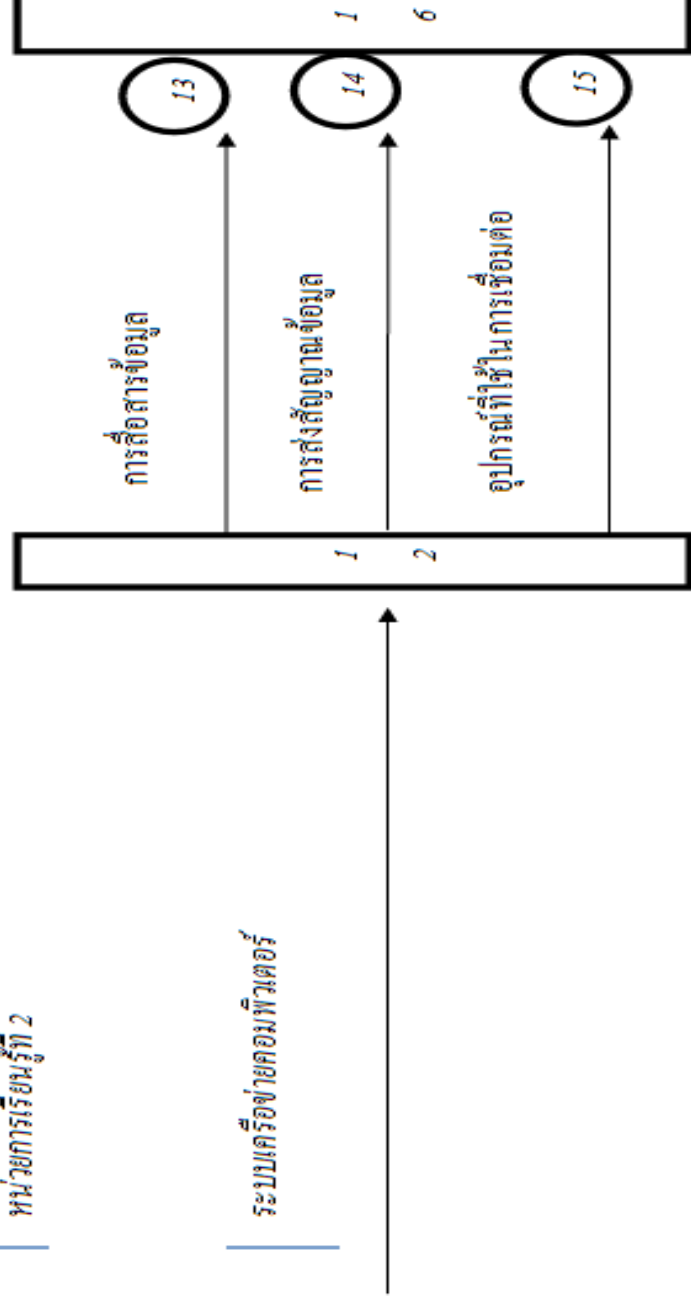 หน่วยการเรียนรู้ที่ 2
ระบบเครือข่ายคอมพิวเตอร์
1 2
การสื่อสารข้อมูล
การส่งสัญญาณข้อมูล
อุปกรณ์ที่ใช้ในการเชื่อมต่อ
13
14
15
1 6